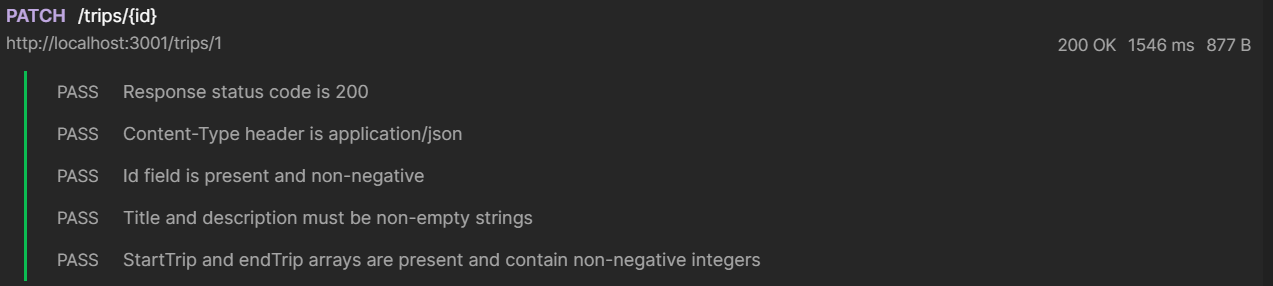 PATCH /trips/{id}
http://localhost:3001/trips/1 200 OK 1546 ms 877 B
PASS Response status code is 200
PASS Content-Type header is application/json
PASS Id field is present and non-negative
PASS Title and description must be non-empty strings
PASS StartTrip and endTrip arrays are present and contain non-negative integers